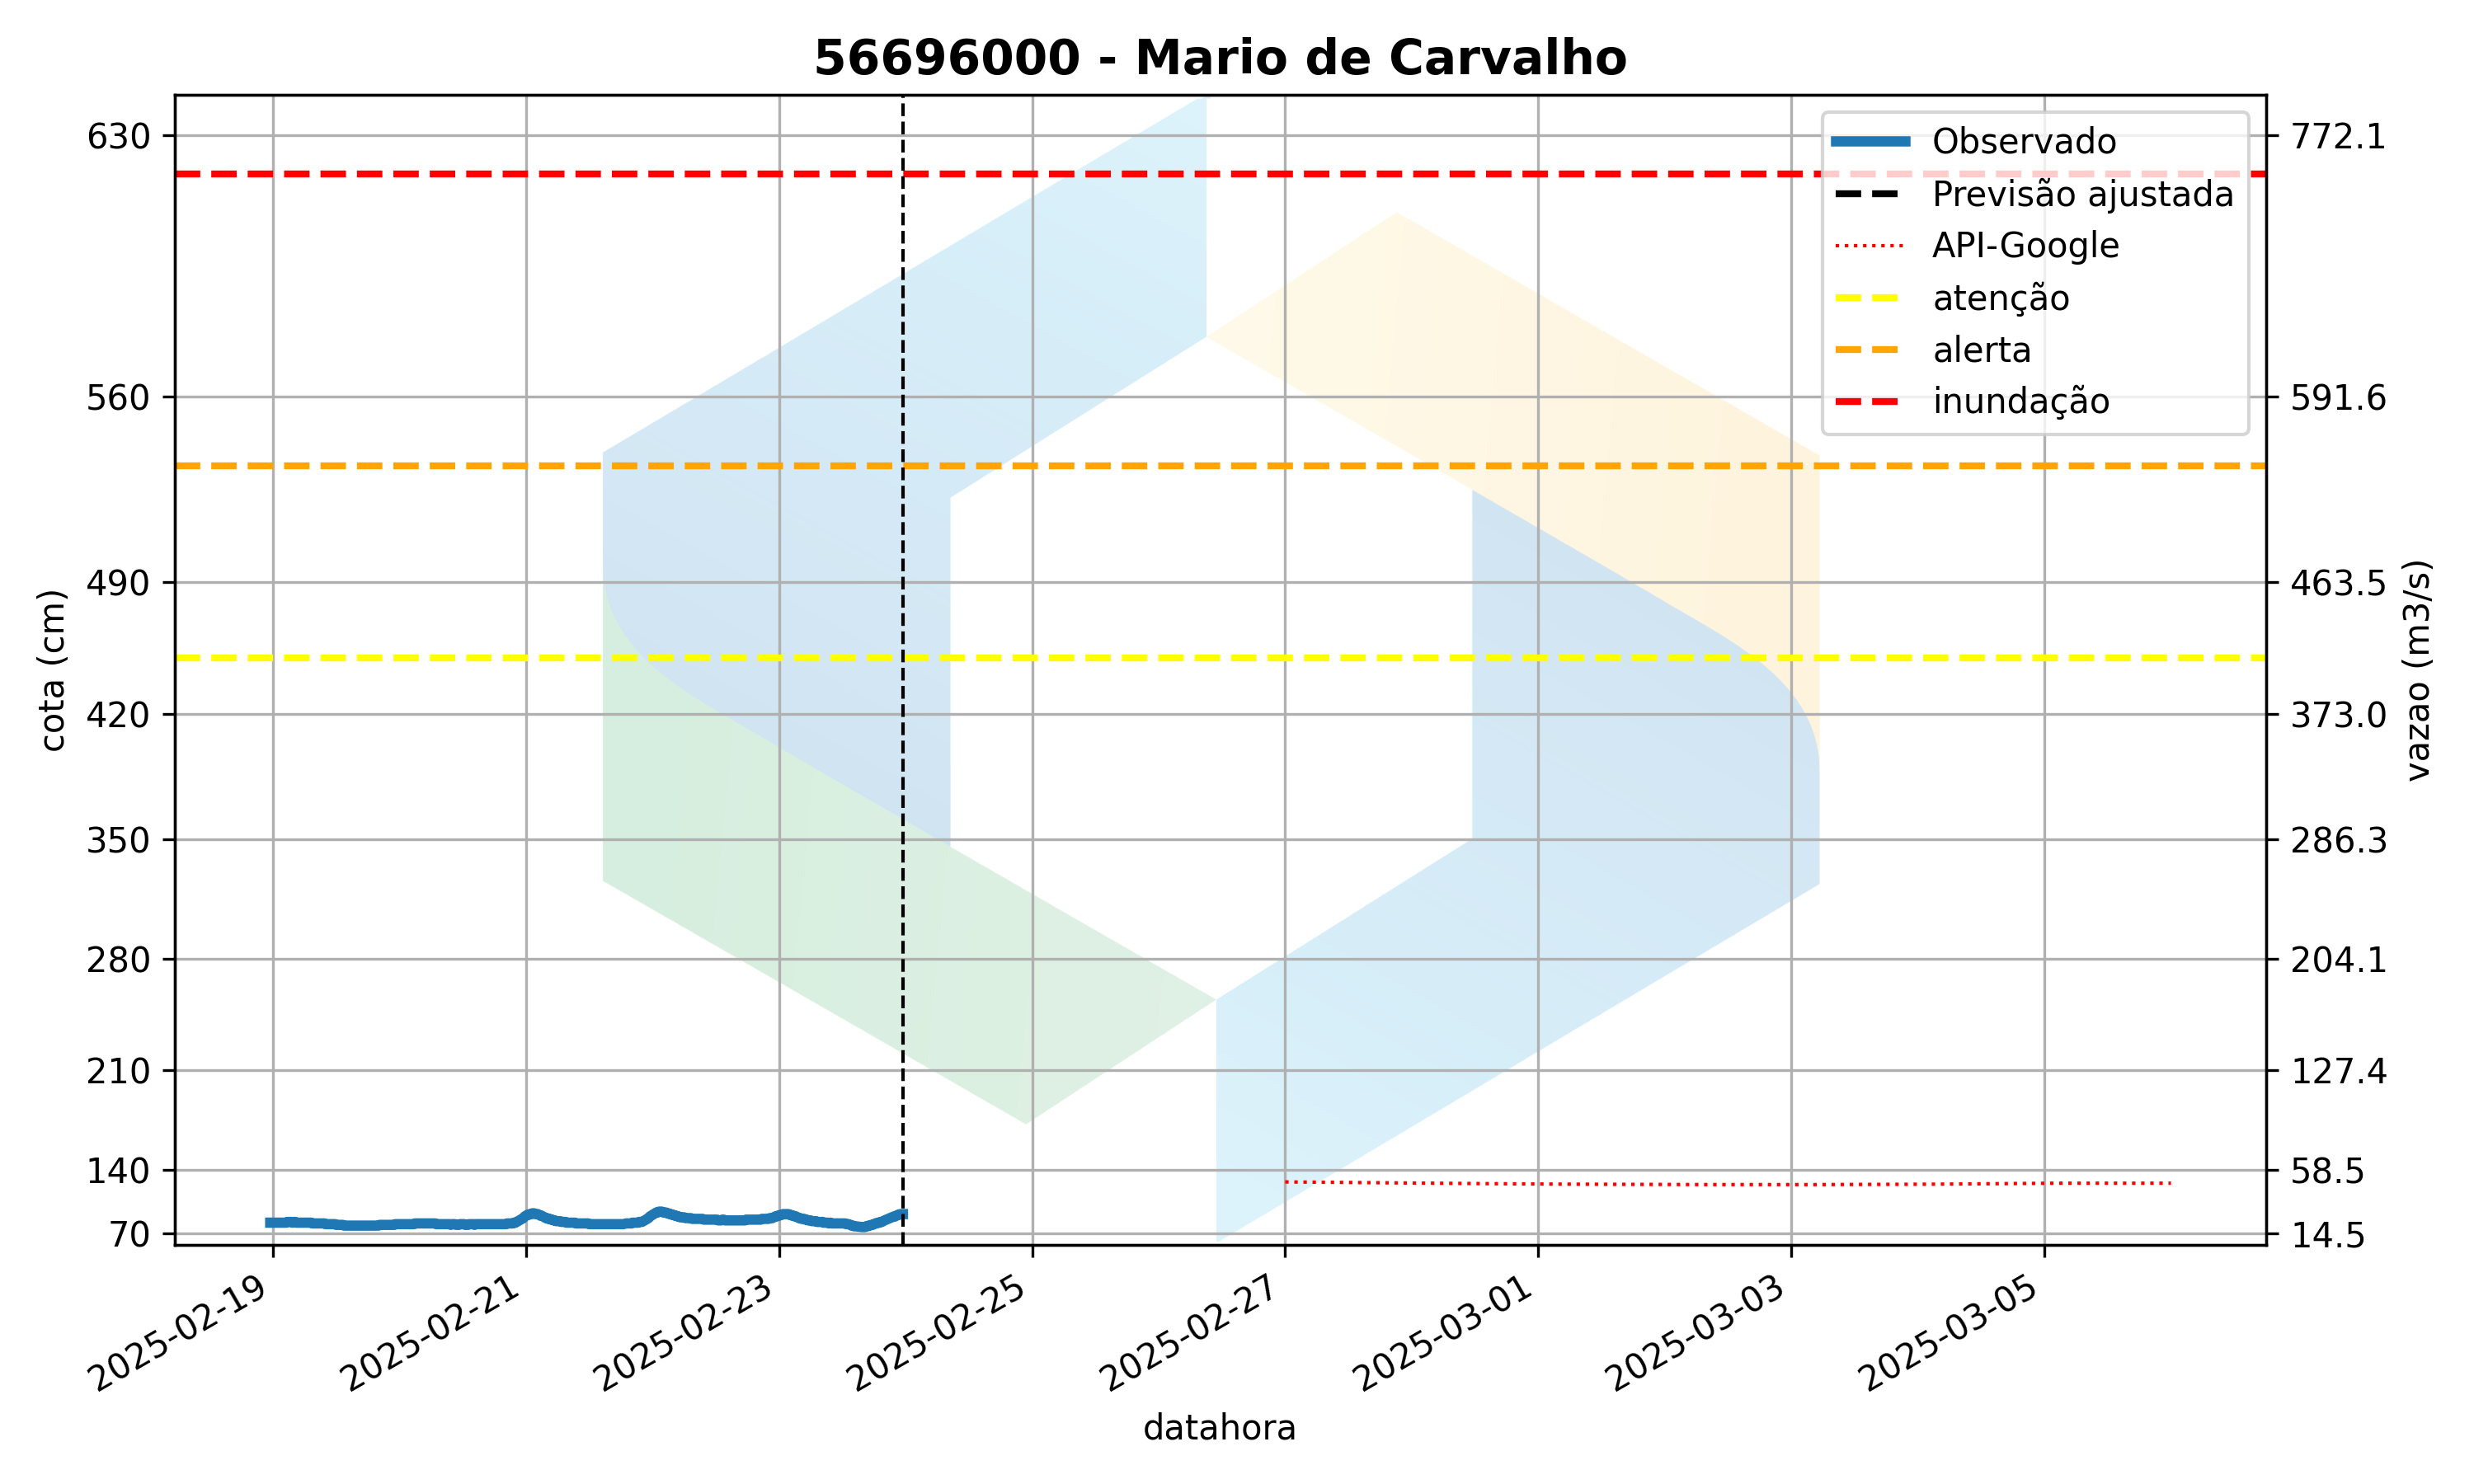 56696000 - Mario de Carvalho
Observado
Previsão ajustada
API-Google
atenção
alerta
inundação
cota (cm)
630
560
490
420
350
280
210
140
70
772.1
591.6
463.5
373.0
286.3
204.1
127.4
58.5
14.5
vazao (m3/s)
2025-02-19
2025-02-21
2025-02-23
2025-02-25
2025-02-27
2025-03-01
2025-03-03
2025-03-05
datahora